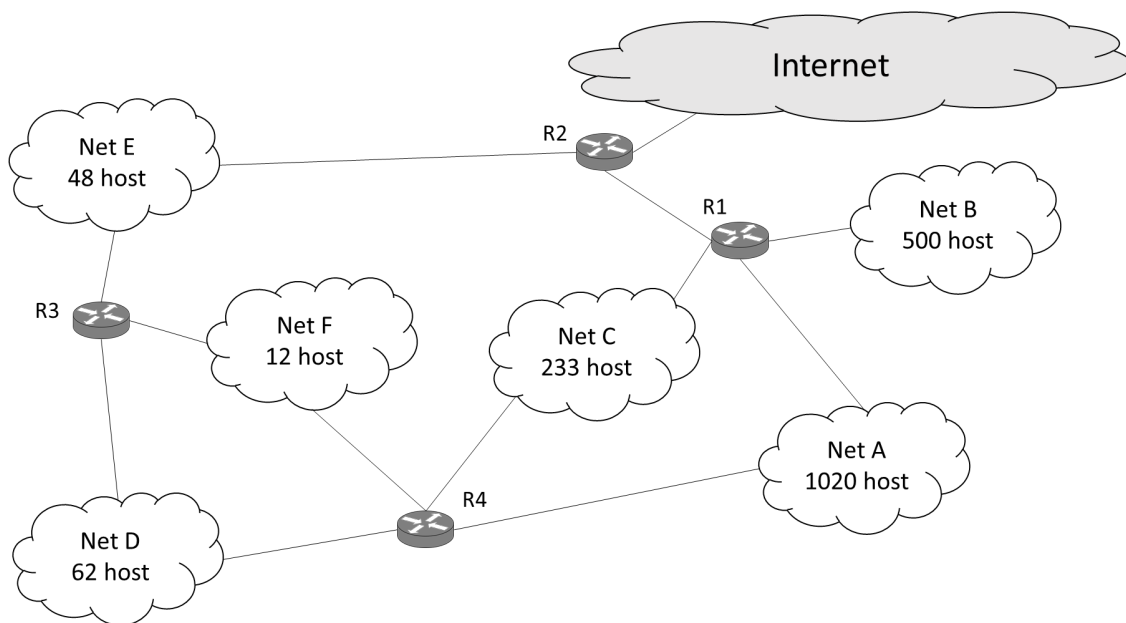 Internet
R2
Net E
48 host
R1
Net B
500 host
R3
Net F
12 host
Net C
233 host
Net A
1020 host
R4
Net D
62 host